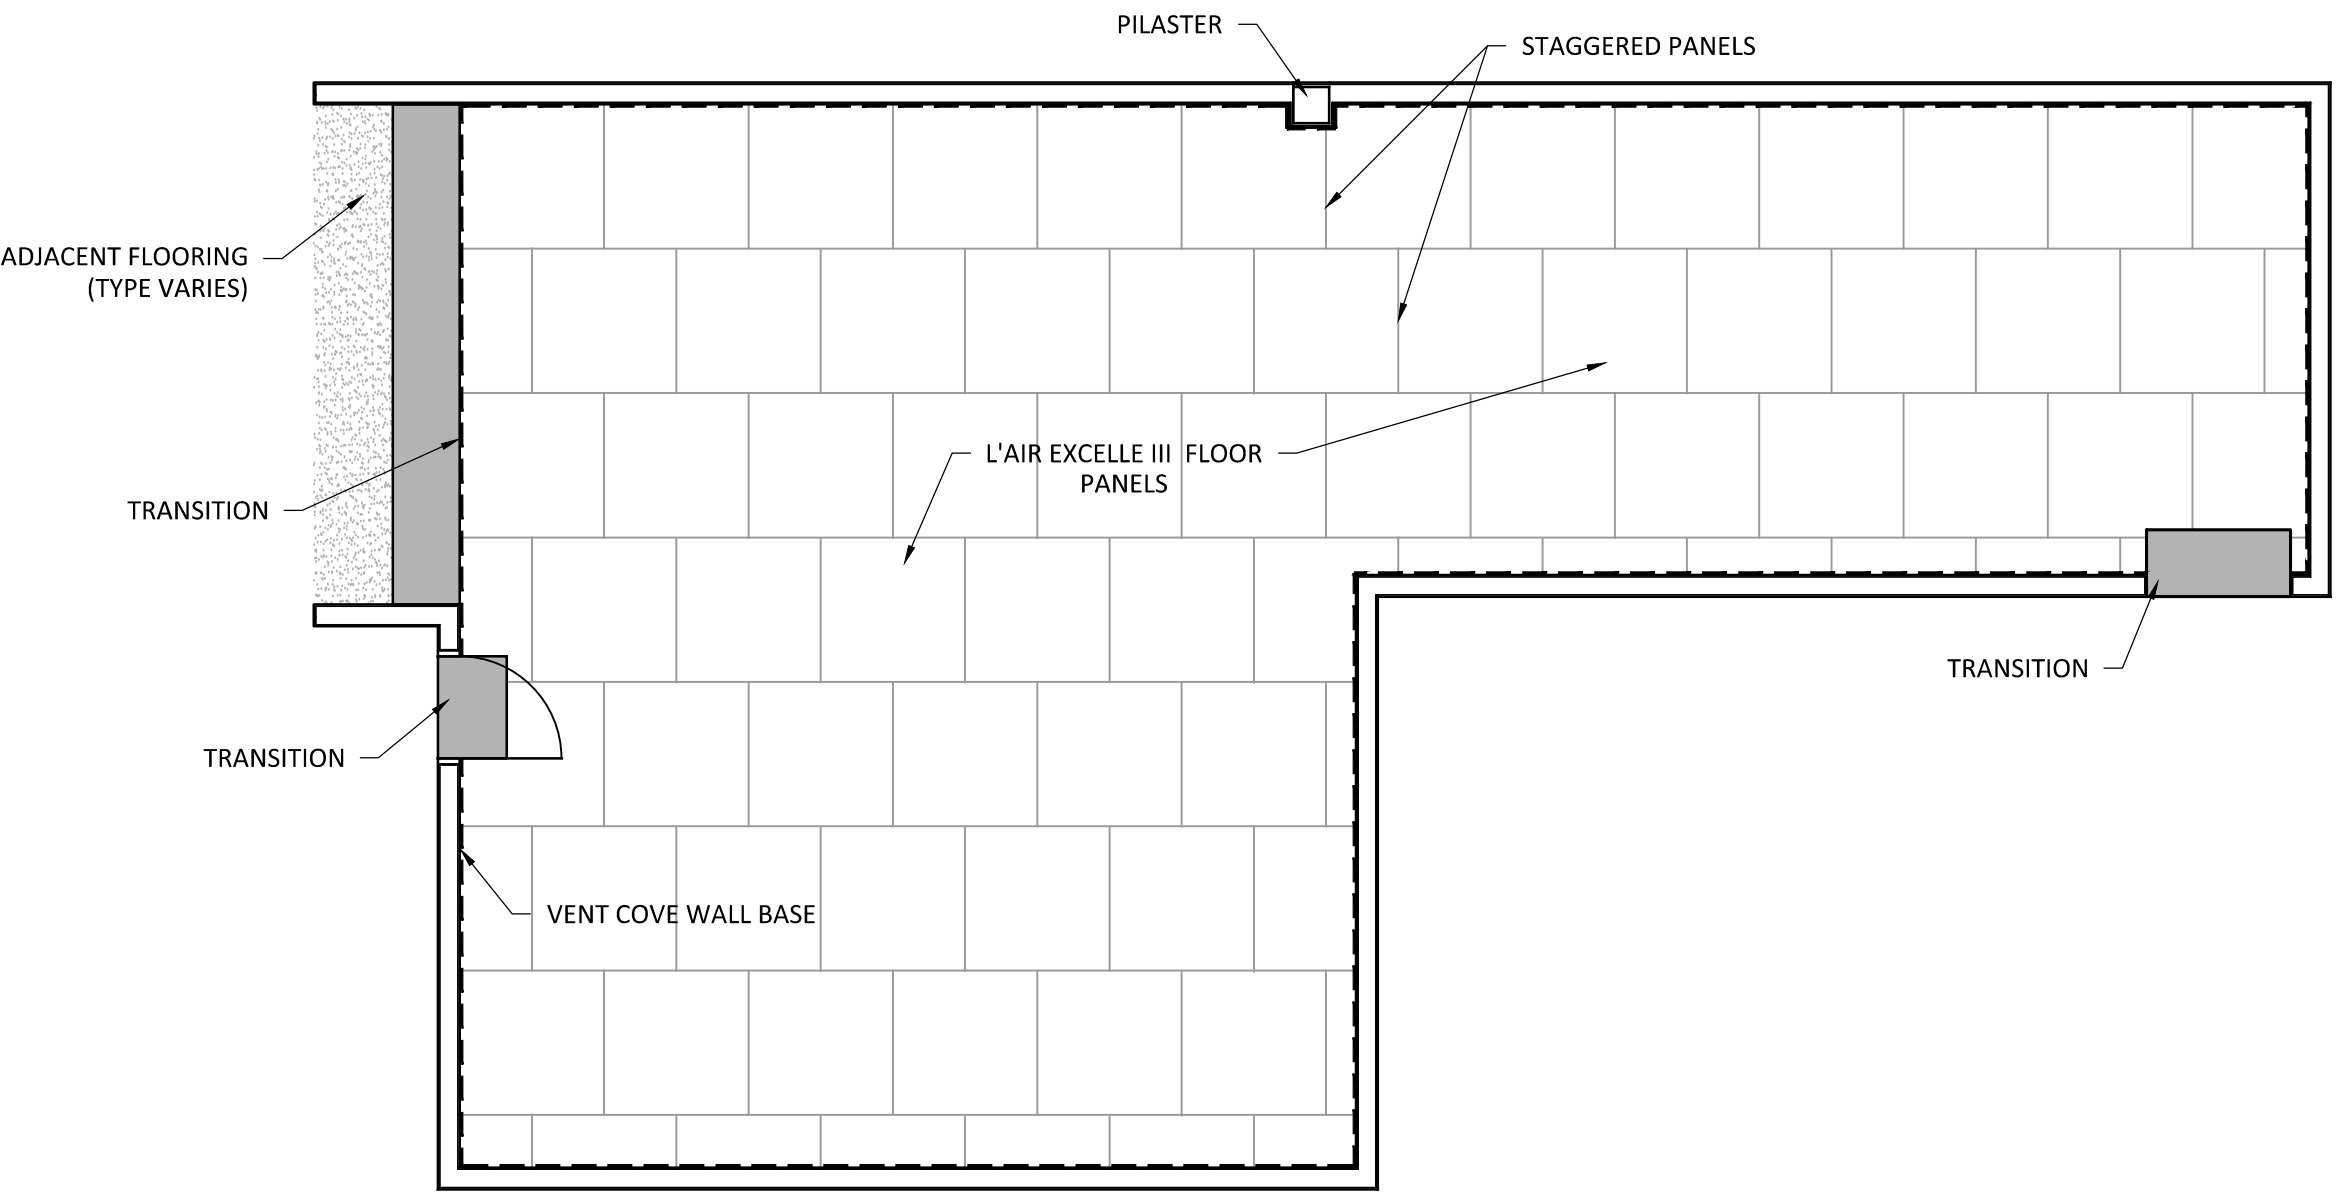 PILASTER
STAGGERED PANELS
ADJACENT FLOORING
(TYPE VARIES)
L'AIR EXCELLE III FLOOR
PANELS
TRANSITION
TRANSITION
TRANSITION
VENT COVE WALL BASE